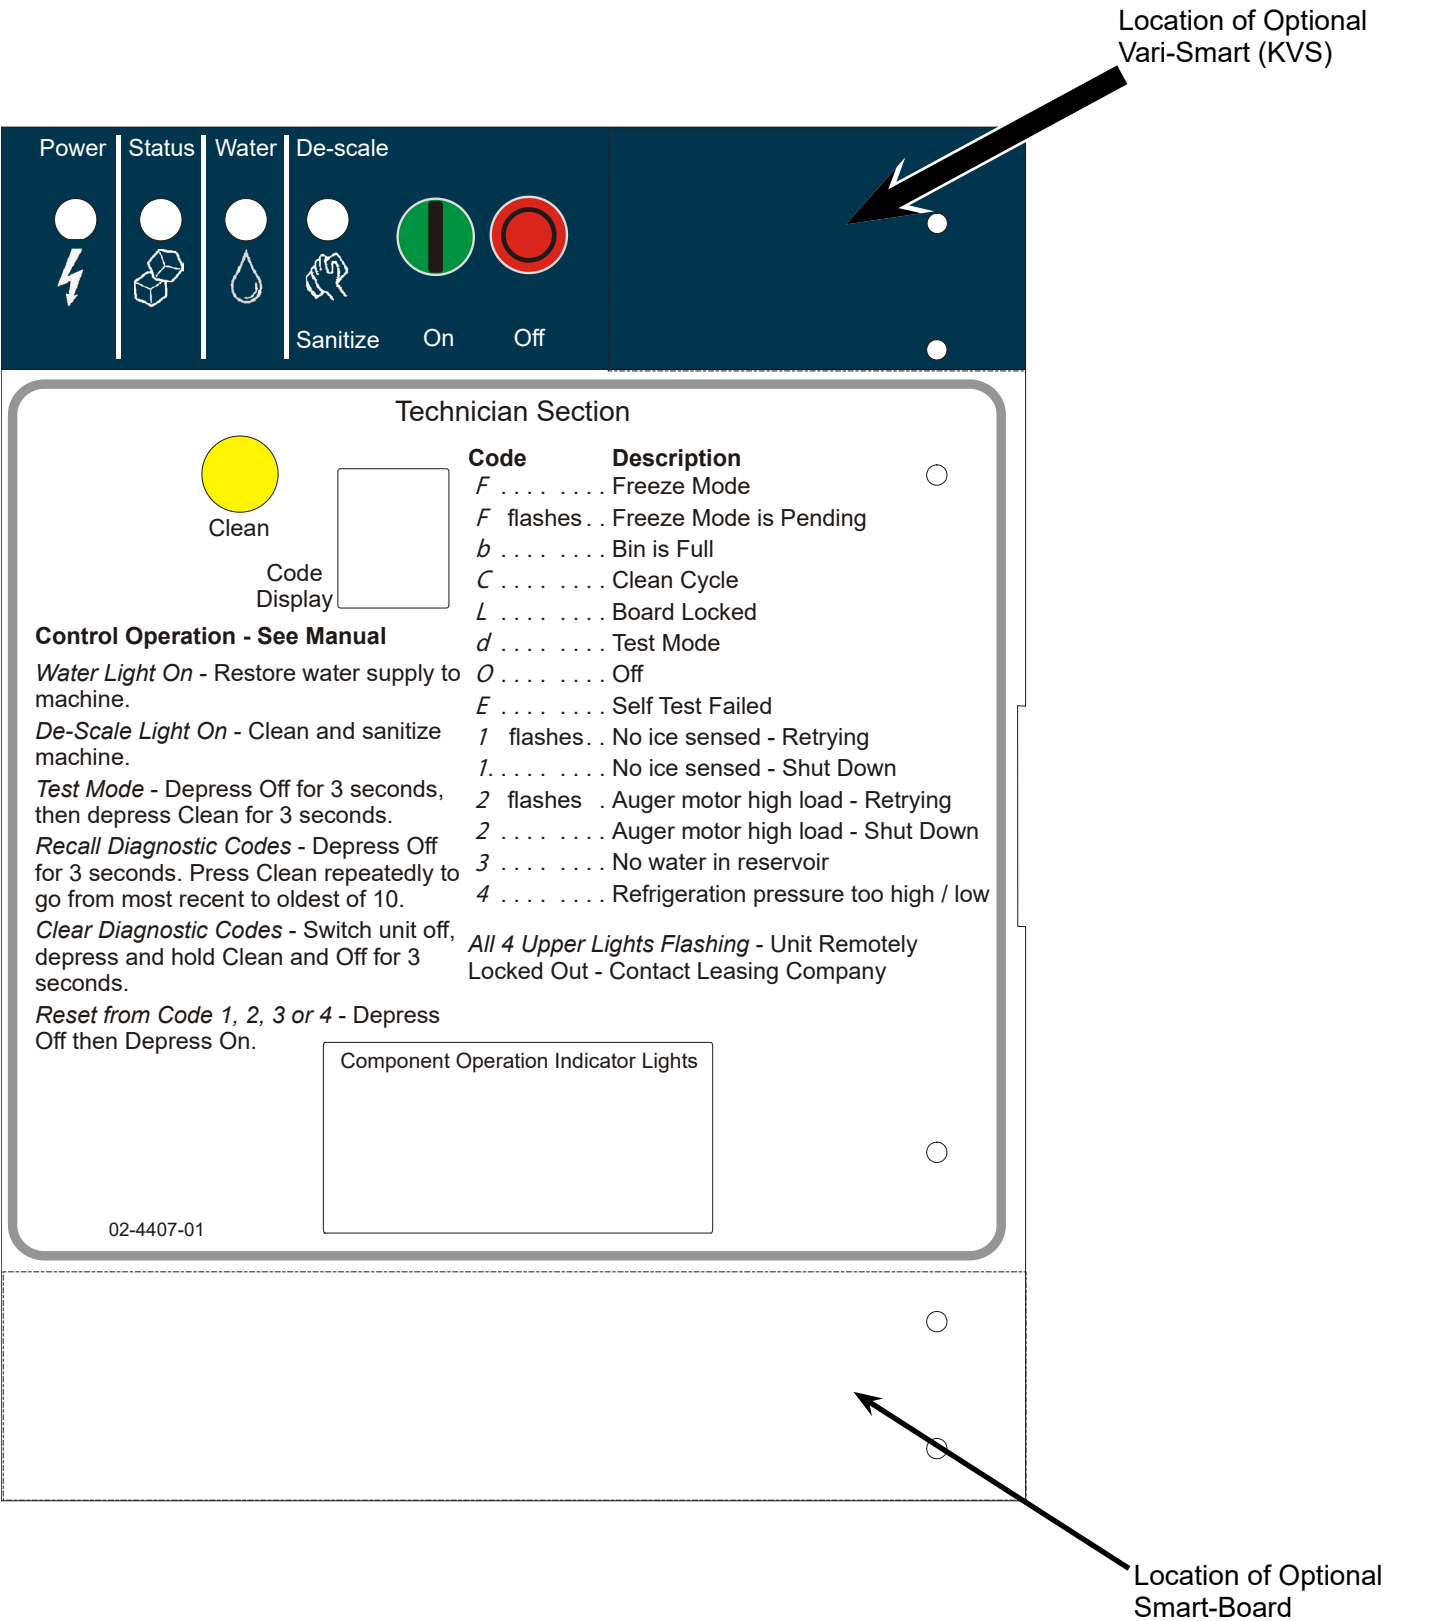 Location of Optional
Vari-Smart (KVS)
Power Status Water De-scale
Sanitize On Off
Technician Section
Clean
Code
Display
Control Operation - See Manual
Water Light On - Restore water supply to
machine.
De-Scale Light On - Clean and sanitize
machine.
Test Mode - Depress Off for 3 seconds,
then depress Clean for 3 seconds.
Recall Diagnostic Codes - Depress Off
for 3 seconds. Press Clean repeatedly to
go from most recent to oldest of 10.
Clear Diagnostic Codes - Switch unit off,
depress and hold Clean and Off for 3
seconds.
Reset from Code 1, 2, 3 or 4 - Depress
Off then Depress On.
Code Description
F . . . . . . . . Freeze Mode
F flashes . . Freeze Mode is Pending
b . . . . . . . . Bin is Full
C . . . . . . . . Clean Cycle
L . . . . . . . . Board Locked
d . . . . . . . . Test Mode
O . . . . . . . . Off
E . . . . . . . . Self Test Failed
1 flashes . . No ice sensed - Retrying
1. . . . . . . . . No ice sensed - Shut Down
2 flashes . Auger motor high load - Retrying
2 . . . . . . . . Auger motor high load - Shut Down
3 . . . . . . . . No water in reservoir
4 . . . . . . . . Refrigeration pressure too high / low
All 4 Upper Lights Flashing - Unit Remotely
Locked Out - Contact Leasing Company
Component Operation Indicator Lights
02-4407-01
Location of Optional
Smart-Board